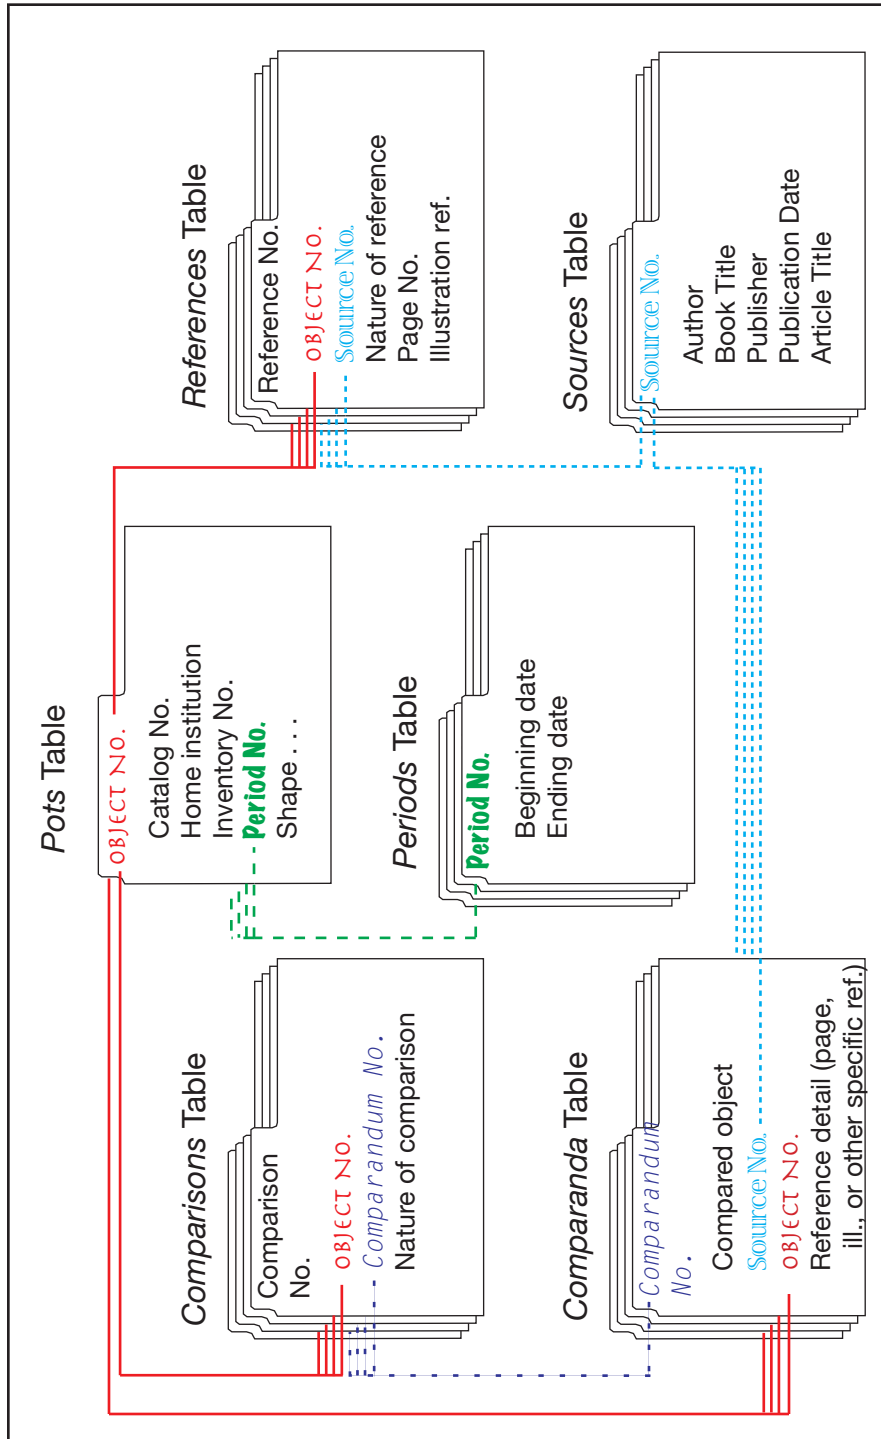 Pots Table
OBJECT NO.
Catalog No.
Home institution
Inventory No.
Period No.
Shape . . .
Comparisons Table
Comparison
No.
OBJECT NO.
Comparandum No.
Nature of comparison
Periods Table
Period No.
Beginning date
Ending date
References Table
Reference No.
OBJECT NO.
Source No.
Nature of reference
Page No.
Illustration ref.
Comparanda Table
Comparandum
No.
Compared object
Source No.
OBJECT NO.
Reference detail (page,
ill., or other specific ref.)
Sources Table
Source No.
Author
Book Title
Publisher
Publication Date
Article Title